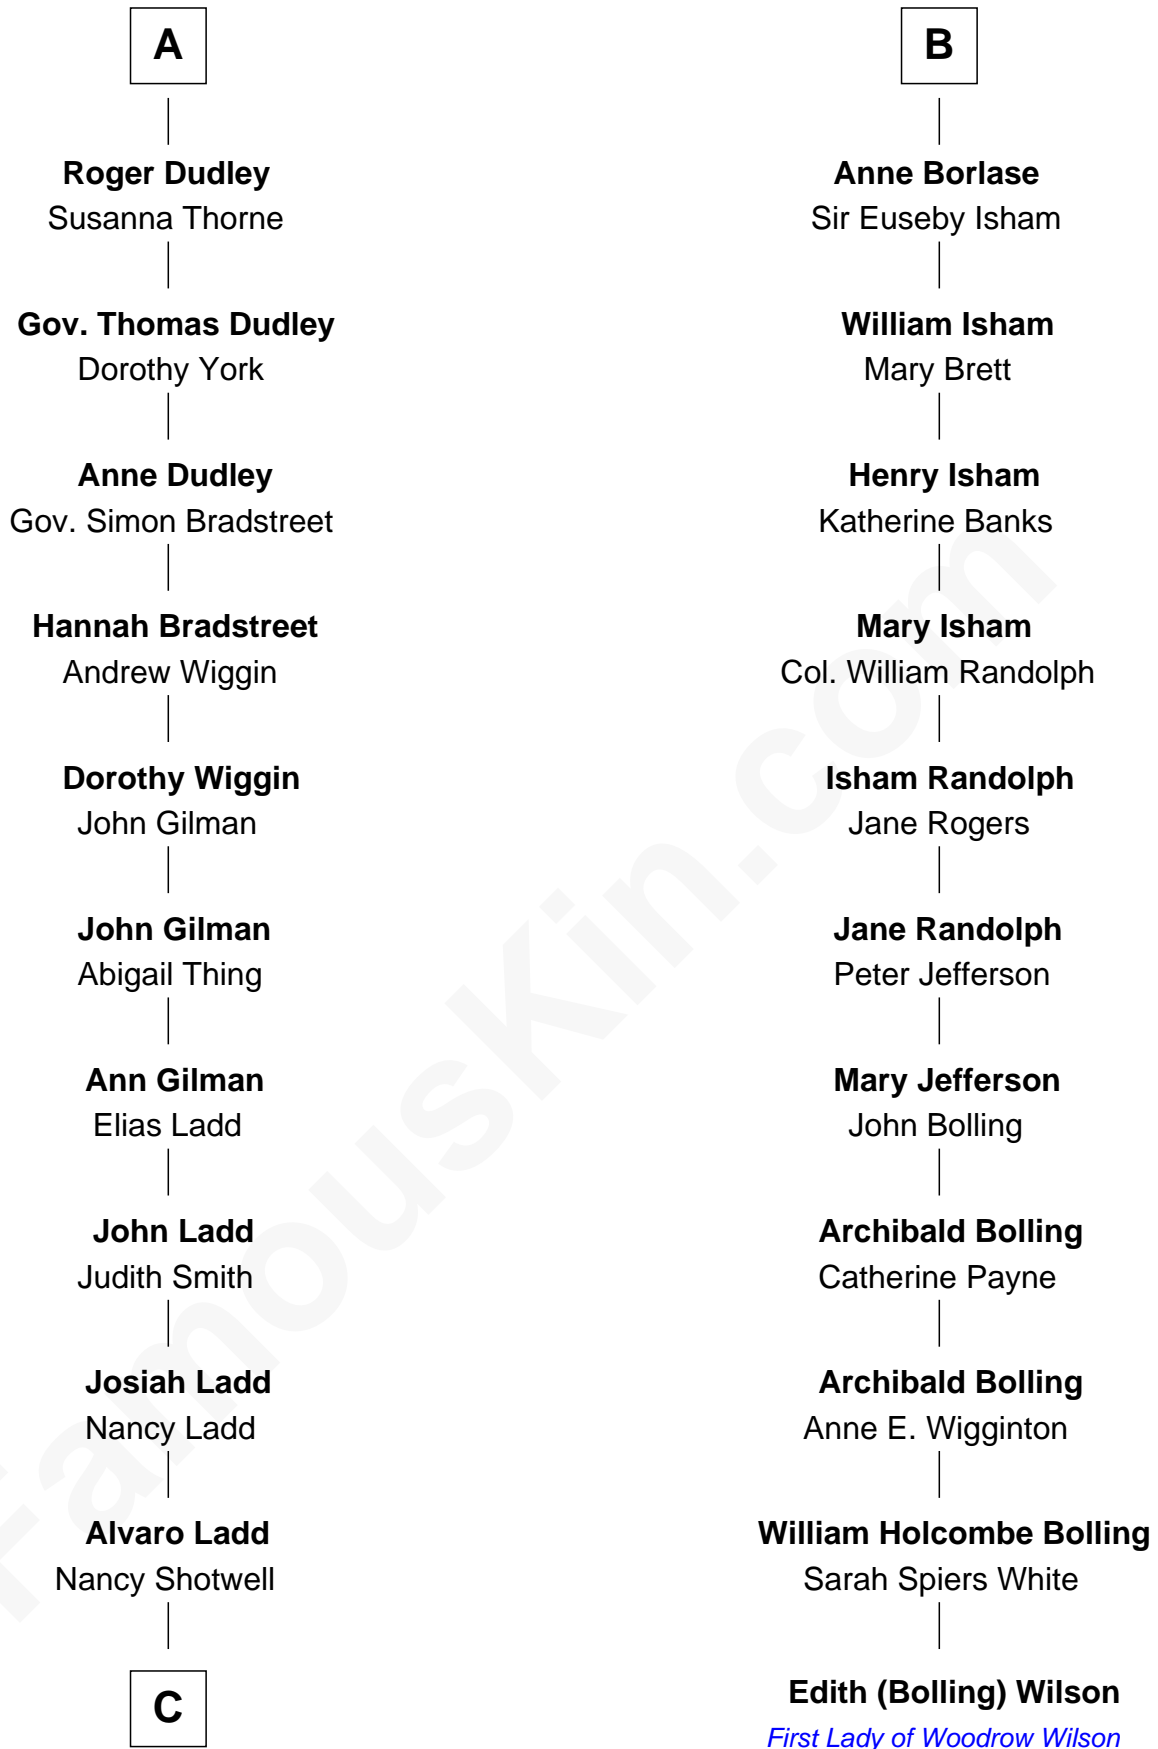 A
Roger Dudley
Susanna Thorne
Gov. Thomas Dudley
Dorothy York
Anne Dudley
Gov. Simon Bradstreet
Hannah Bradstreet
Andrew Wiggin
Dorothy Wiggin
John Gilman
John Gilman
Abigail Thing
Ann Gilman
Elias Ladd
John Ladd
Judith Smith
Josiah Ladd
Nancy Ladd
Alvaro Ladd
Nancy Shotwell
C
B
Anne Borlase
Sir Euseby Isham
William Isham
Mary Brett
Henry Isham
Katherine Banks
Mary Isham
Col. William Randolph
Isham Randolph
Jane Rogers
Jane Randolph
Peter Jefferson
Mary Jefferson
John Bolling
Archibald Bolling
Catherine Payne
Archibald Bolling
Anne E. Wigginton
William Holcombe Bolling
Sarah Spiers White
Edith (Bolling) Wilson
First Lady of Woodrow Wilson
FamousKin.com